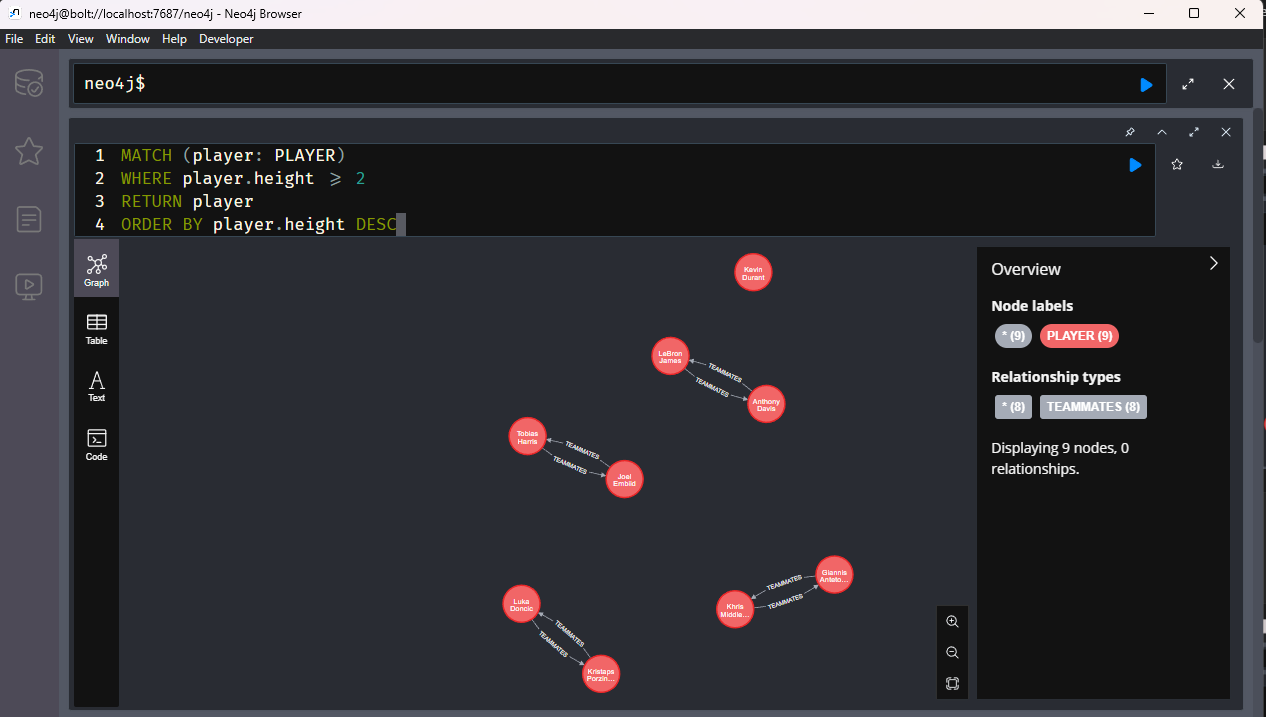 neo4j@bolt://localhost:7687/neo4j - Neo4j Browser
File Edit View Window Help Developer
neo4j$
1 MATCH (player: PLAYER)
2 WHERE player.height >= 2
3 RETURN player
4 ORDER BY player.height DESC
Graph
Table
Text
Code
Kevin
Durant
LeBron
James
TEAMMATES
TEAMMATES
Anthony
Davis
Tobias
Harris
TEAMMATES
TEAMMATES
Joel
Embiid
Giannis
Anteto...
TEAMMATES
TEAMMATES
Khris
Middle...
Luka
Doncic
TEAMMATES
TEAMMATES
Kristaps
Porzin...
Overview
Node labels
* (9) PLAYER (9)
Relationship types
* (8) TEAMMATES (8)
Displaying 9 nodes, 0
relationships.